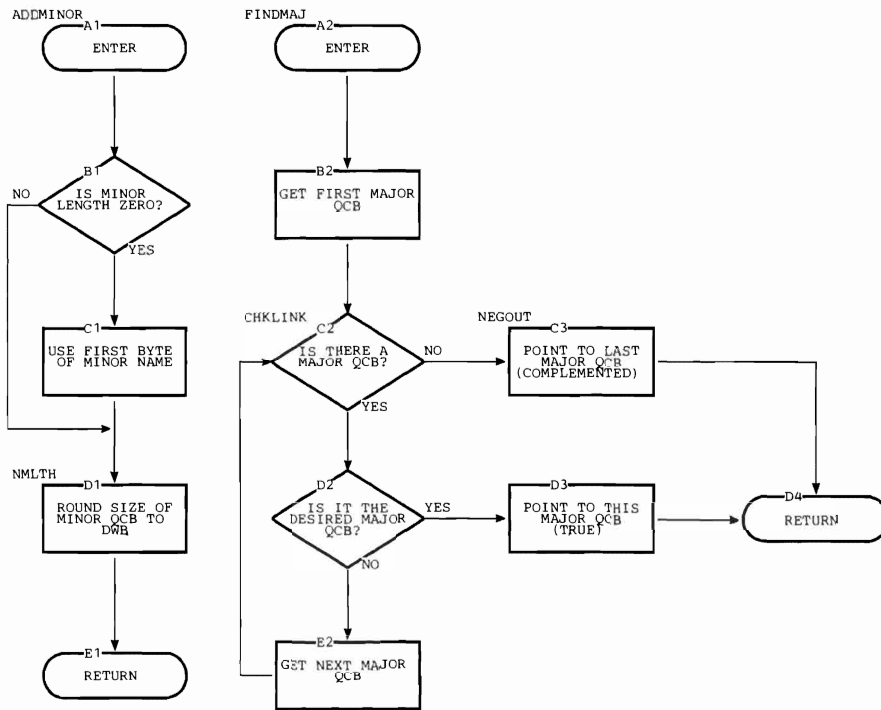 ADDMINOR
A1
ENTER
B1
IS MINOR
LENGTH ZERO?
NO
YES
C1
USE FIRST BYTE
OF MINOR NAME
NMLTH
D1
ROUND SIZE OF
MINOR QCB TO
DWB
E1
RETURN
FINDMAJ
A2
ENTER
B2
GET FIRST MAJOR
QCB
CHKLINK
C2
IS THERE A
MAJOR QCB?
NO
YES
NEGOUT
C3
POINT TO LAST
MAJOR QCB
(COMPLEMENTED)
D2
IS IT THE
DESIRED MAJOR
QCB?
YES
NO
D3
POINT TO THIS
MAJOR QCB
(TRUE)
D4
RETURN
E2
GET NEXT MAJOR
QCB